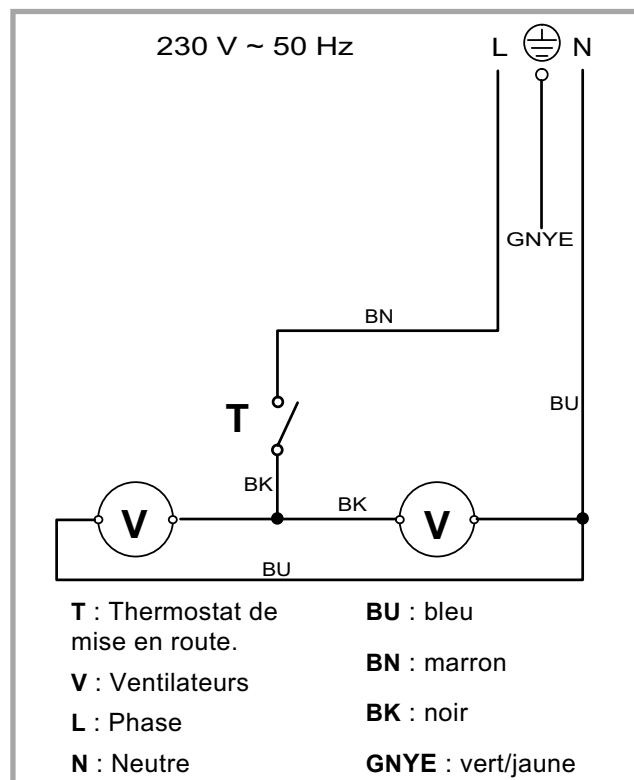 230 V ~ 50 Hz
L N
GNYE
BN
BU
T
BK
BK
V
V
BU
T : Thermostat de
mise en route.
V : Ventilateurs
L : Phase
N : Neutre
BU : bleu
BN : marron
BK : noir
GNYE : vert/jaune